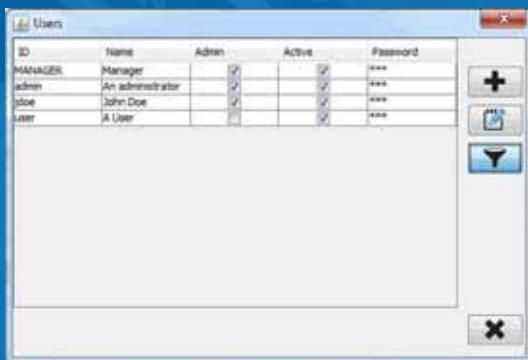 Users
ID Name Admin Active Password
MANAGER Manager ***
admin An administrator ***
jdoe John Doe ***
user A User ***